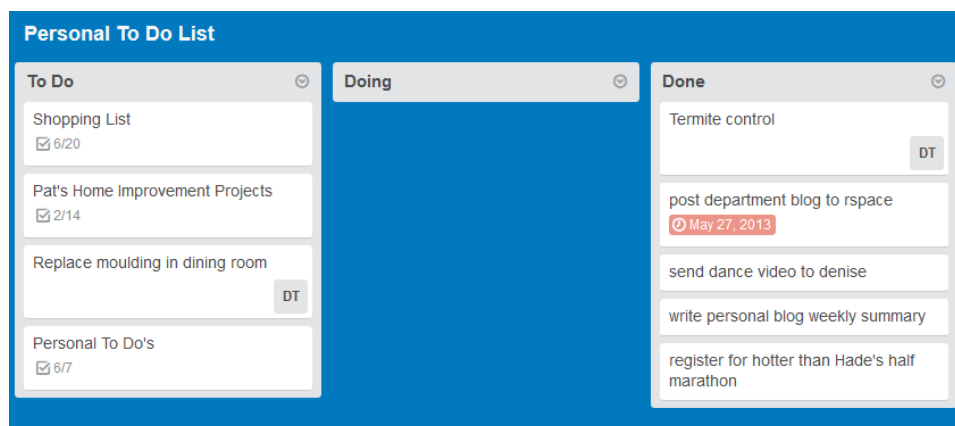 Personal To Do List
To Do
Shopping List
6/20
Pat's Home Improvement Projects
2/14
Replace moulding in dining room
DT
Personal To Do's
6/7
Doing
Done
Termite control
DT
post department blog to rspace
May 27, 2013
send dance video to denise
write personal blog weekly summary
register for hotter than Hade's half
marathon